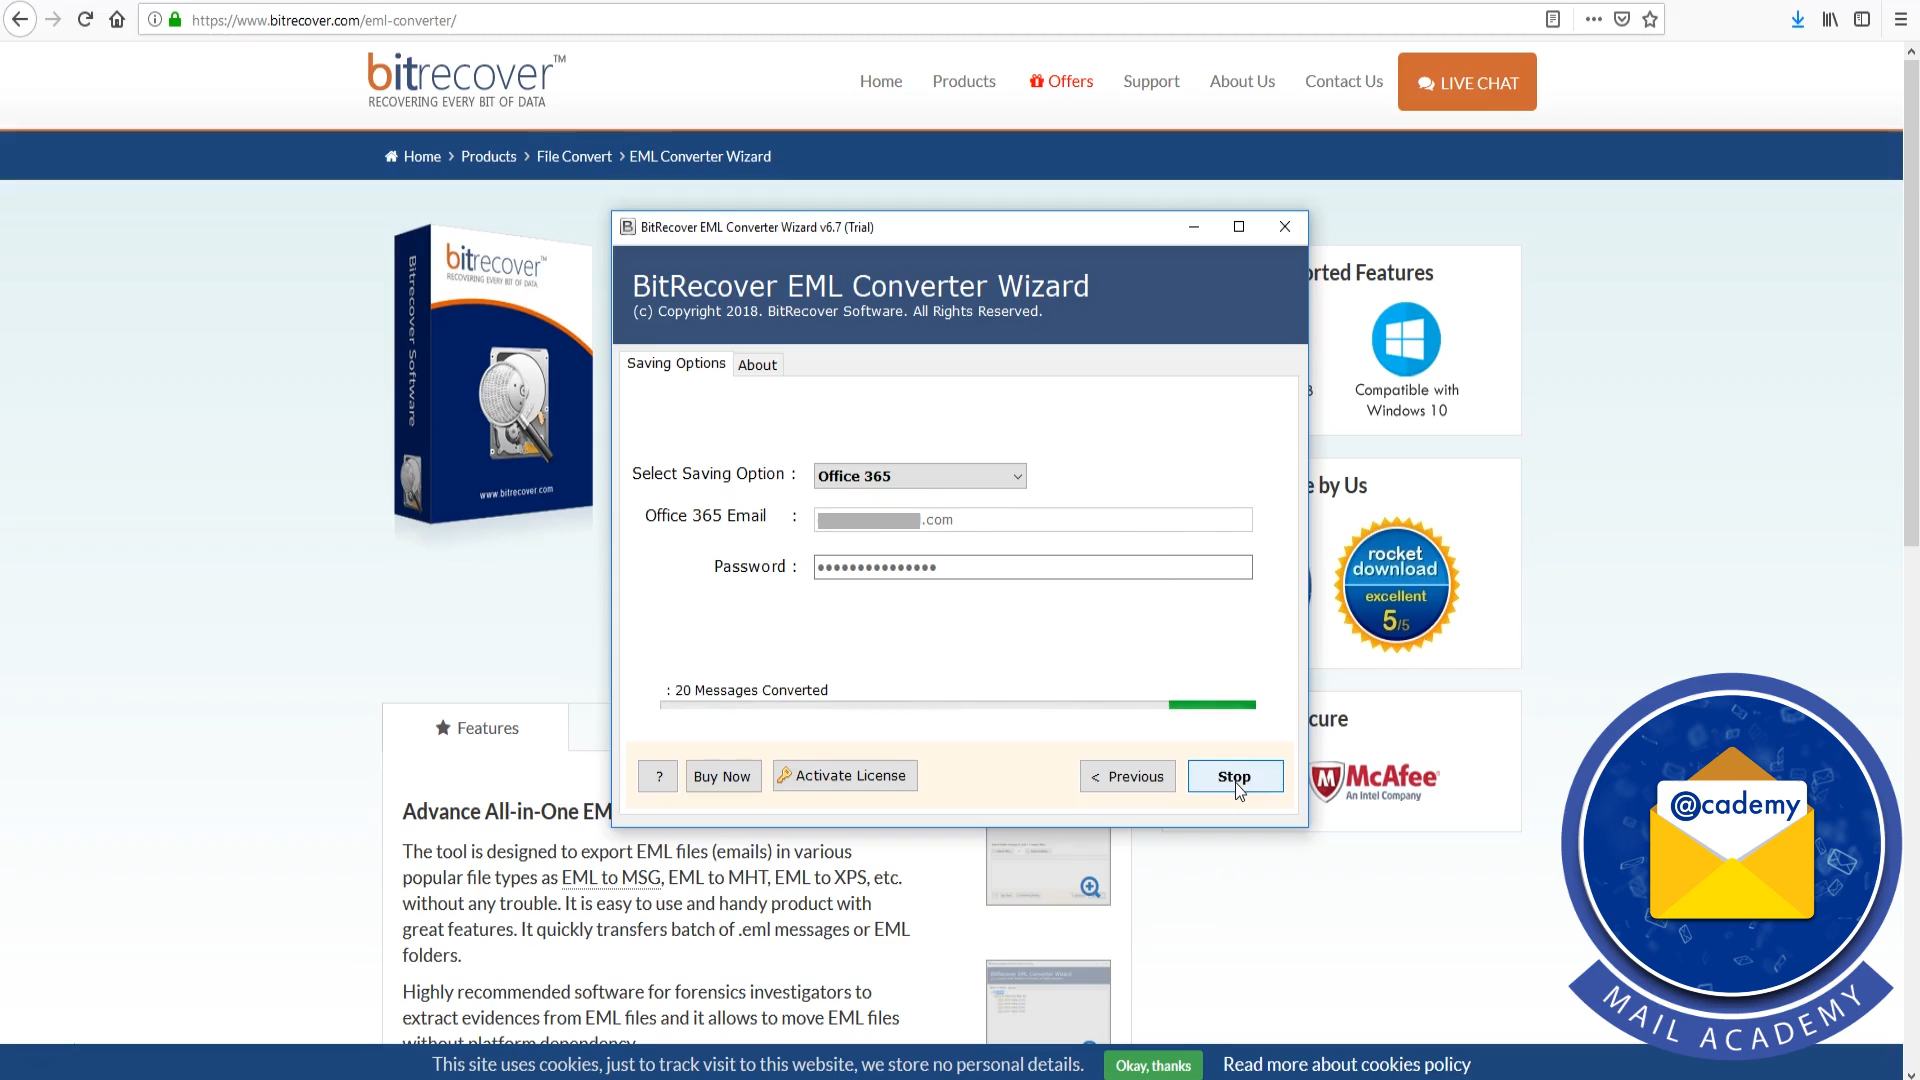 https://www.bitrecover.com/eml-converter/
bitrecover™
RECOVERING EVERY BIT OF DATA
Home
Products
Offers
Support
About Us
Contact Us
LIVE CHAT
Home > Products > File Convert > EML Converter Wizard
BitRecover EML Converter Wizard v6.7 (Trial)
BitRecover EML Converter Wizard
(c) Copyright 2018. BitRecover Software. All Rights Reserved.
Saving Options
About
Select Saving Option :
Office 365
Office 365 Email :
.com
Password :
: 20 Messages Converted
?
Buy Now
Activate License
< Previous
Stop
bitrecover™
RECOVERING EVERY BIT OF DATA
Bitrecover Software
www.bitrecover.com
orted Features
Compatible with
Windows 10
e by Us
rocket
download
excellent
5/5
cure
McAfee
An Intel Company
Features
Advance All-in-One EM
The tool is designed to export EML files (emails) in various
popular file types as EML to MSG, EML to MHT, EML to XPS, etc.
without any trouble. It is easy to use and handy product with
great features. It quickly transfers batch of .eml messages or EML
folders.
Highly recommended software for forensics investigators to
extract evidences from EML files and it allows to move EML files
without platform dependency.
@cademy
MAIL ACADEMY
This site uses cookies, just to track visit to this website, we store no personal details.
Okay, thanks
Read more about cookies policy